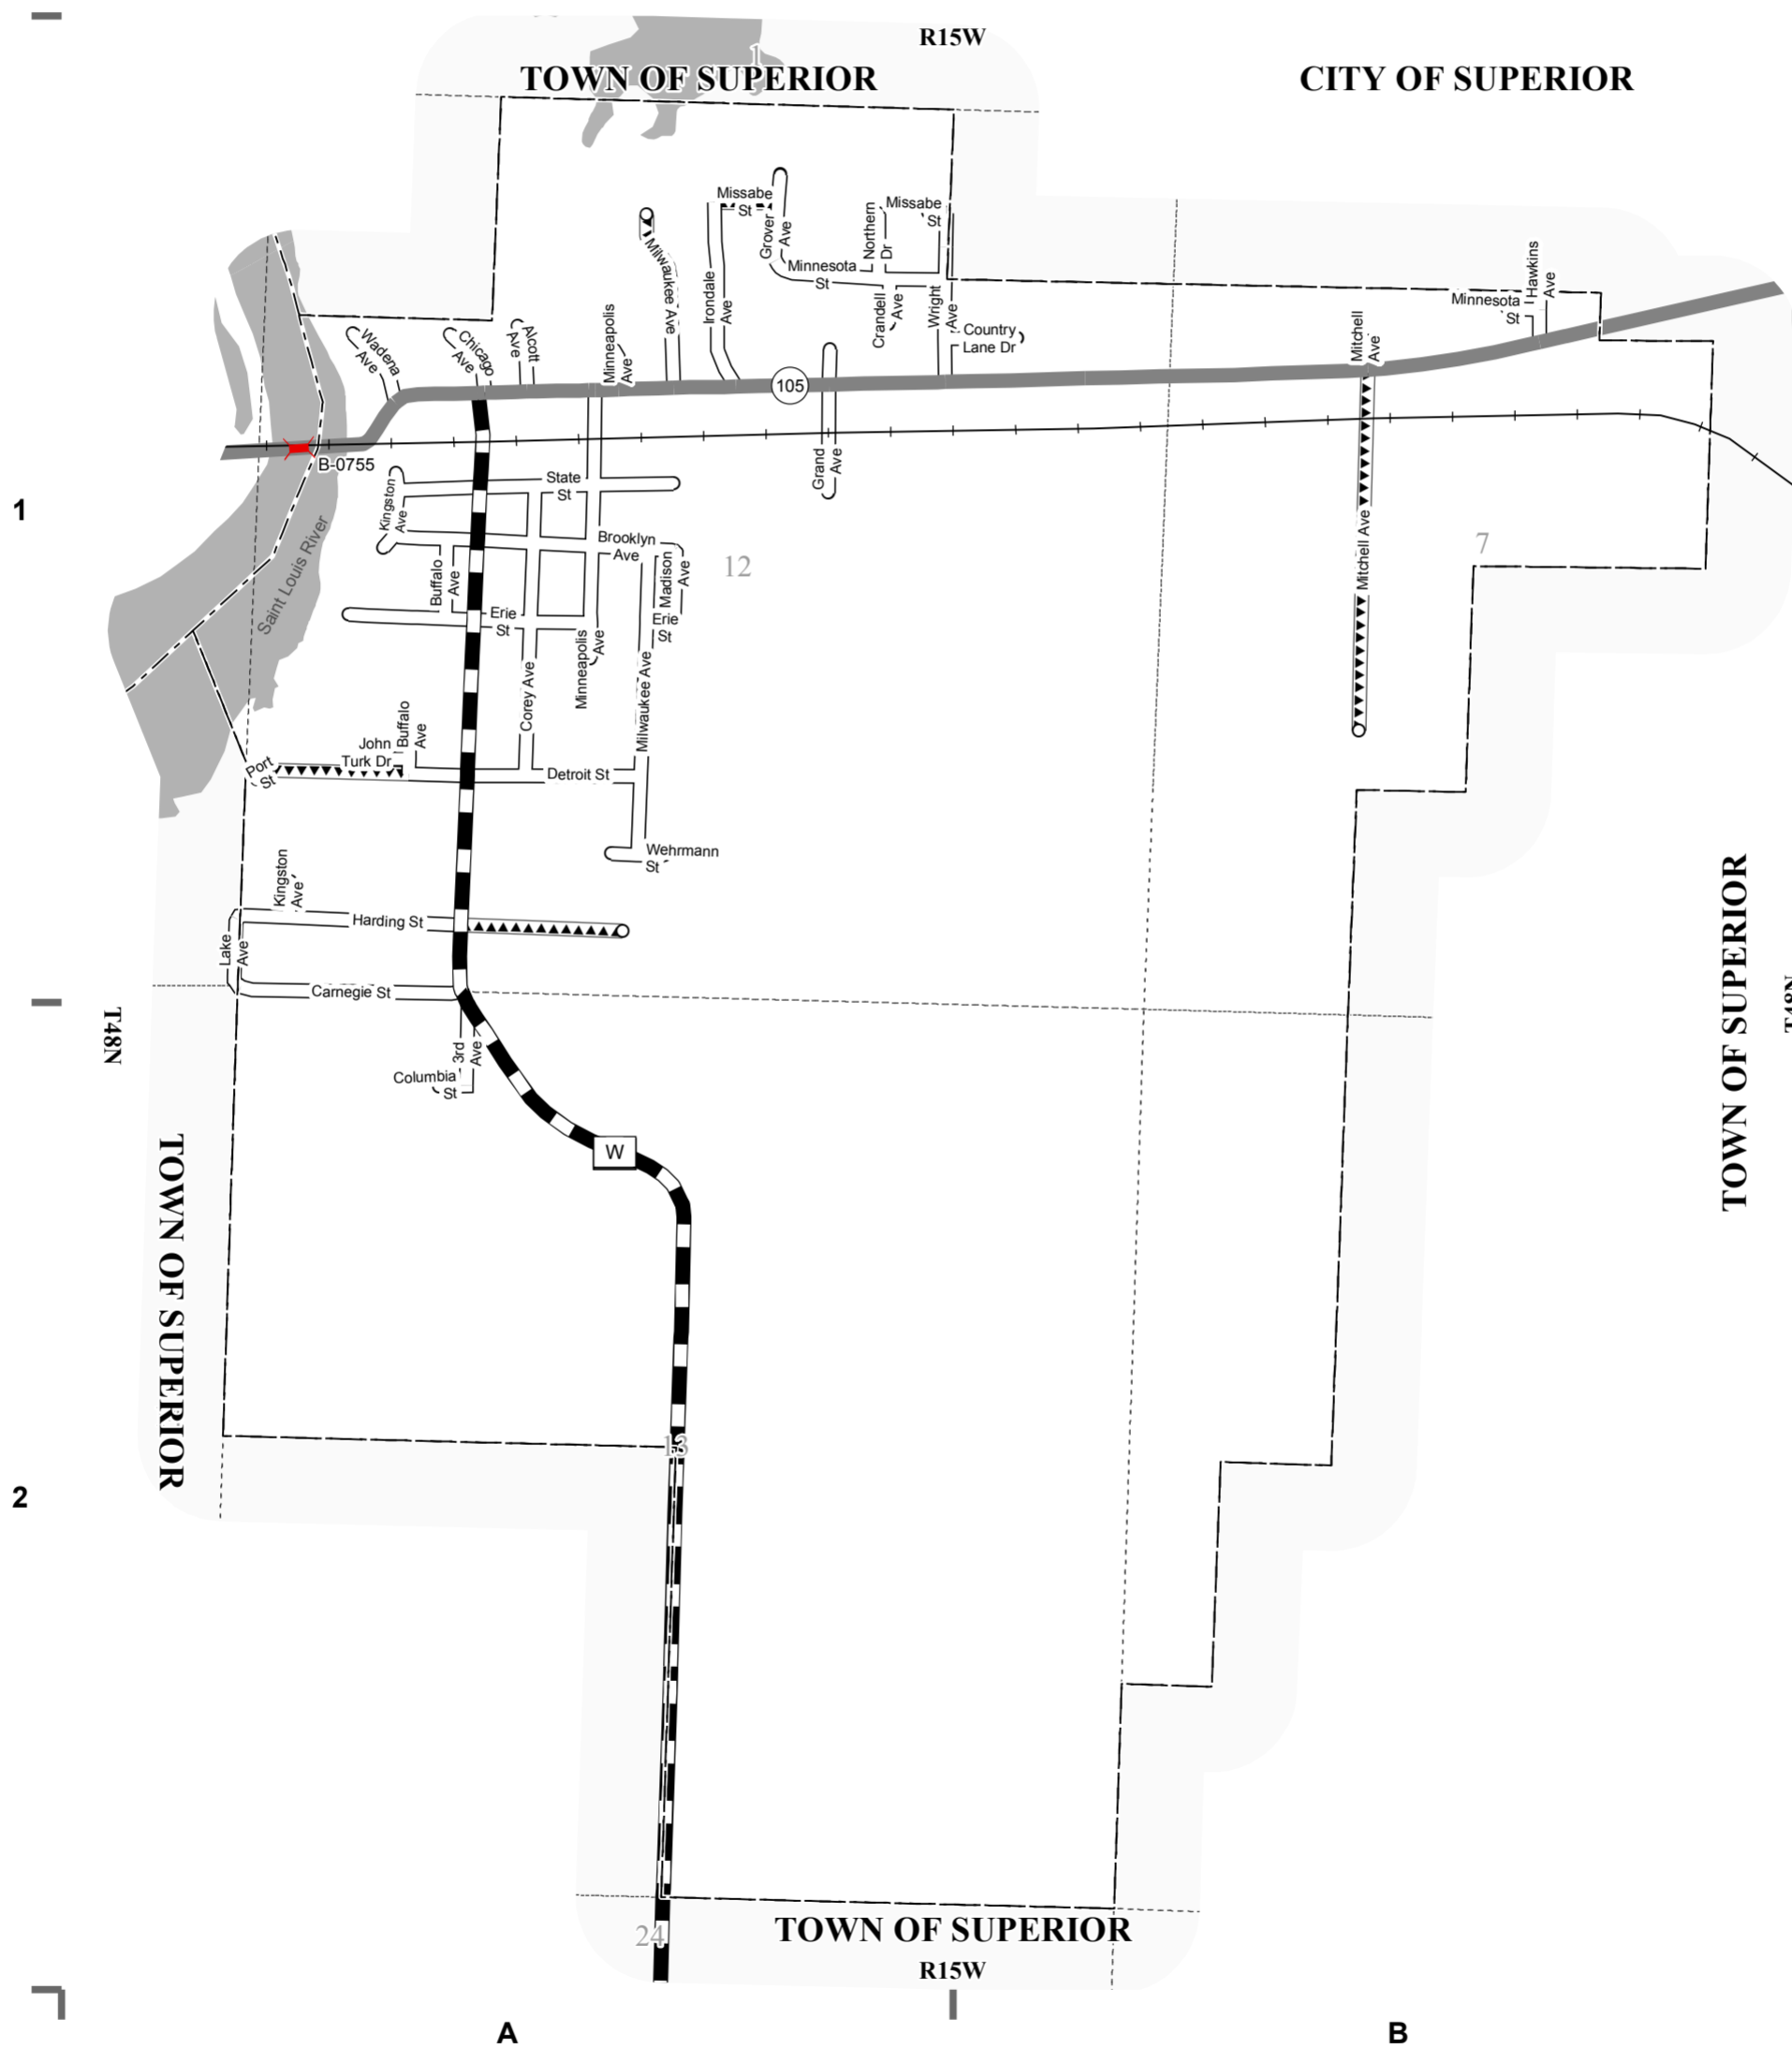 R15W
1
TOWN OF SUPERIOR
CITY OF SUPERIOR
Missabe
St
Grover
Ave
Northern
Dr
Missabe
St
Milwaukee Ave
Irondale
Ave
Minnesota
St
Crandell
Ave
Wright
Ave
Country
Lane Dr
Hawkins
Ave
Minnesota
St
Mitchell
Ave
Wadena
Ave
Chicago
Ave
Alcott
Ave
Minneapolis
Ave
105
B-0755
Grand
Ave
1
Kingston
Ave
State
St
Brooklyn
Ave
12
7
Mitchell Ave
Saint Louis River
Buffalo
Ave
Madison
Ave
Erie
St
Erie
St
Minneapolis
Ave
Corey Ave
Milwaukee Ave
John
Turk Dr
Buffalo
Ave
Port
St
Detroit St
Wehrmann
St
Kingston
Ave
Harding St
Lake
Ave
Carnegie St
T48N
T48N
3rd
Ave
Columbia
St
TOWN OF SUPERIOR
W
TOWN OF SUPERIOR
13
2
24
TOWN OF SUPERIOR
R15W
A
B